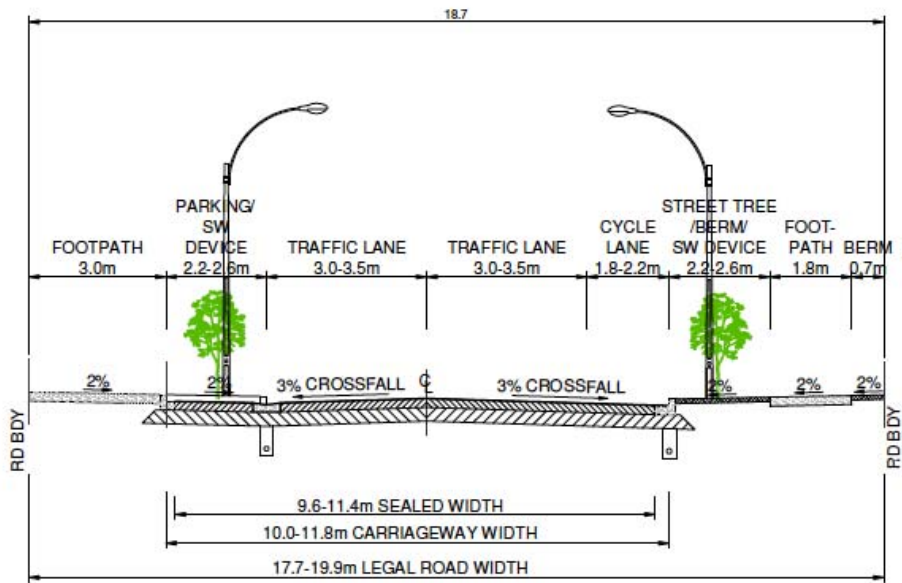 18.7
FOOTPATH
3.0m
PARKING/
SW
DEVICE
2.2-2.6m
TRAFFIC LANE
3.0-3.5m
TRAFFIC LANE
3.0-3.5m
CYCLE
LANE
1.8-2.2m
STREET TREE
/BERM/
SW DEVICE
2.2-2.6m
FOOT-
PATH
1.8m
BERM
0.7m
2%
2%
3% CROSSFALL
℄
3% CROSSFALL
2%
2%
2%
RD BDY
RD BDY
9.6-11.4m SEALED WIDTH
10.0-11.8m CARRIAGEWAY WIDTH
17.7-19.9m LEGAL ROAD WIDTH